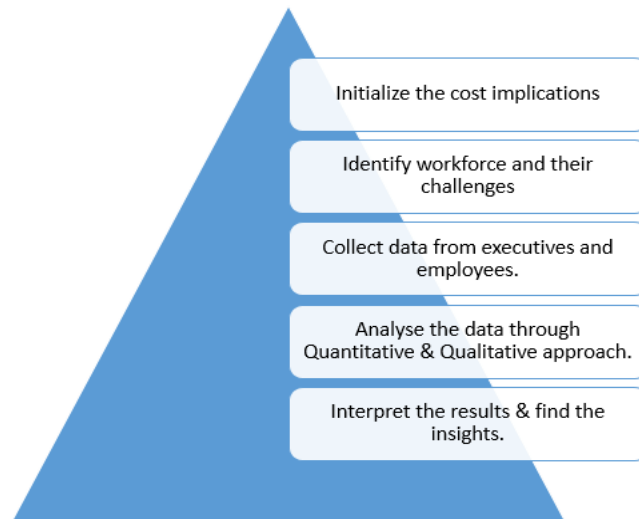 Initialize the cost implications
Identify workforce and their
challenges
Collect data from executives and
employees.
Analyse the data through
Quantitative & Qualitative approach.
Interpret the results & find the
insights.